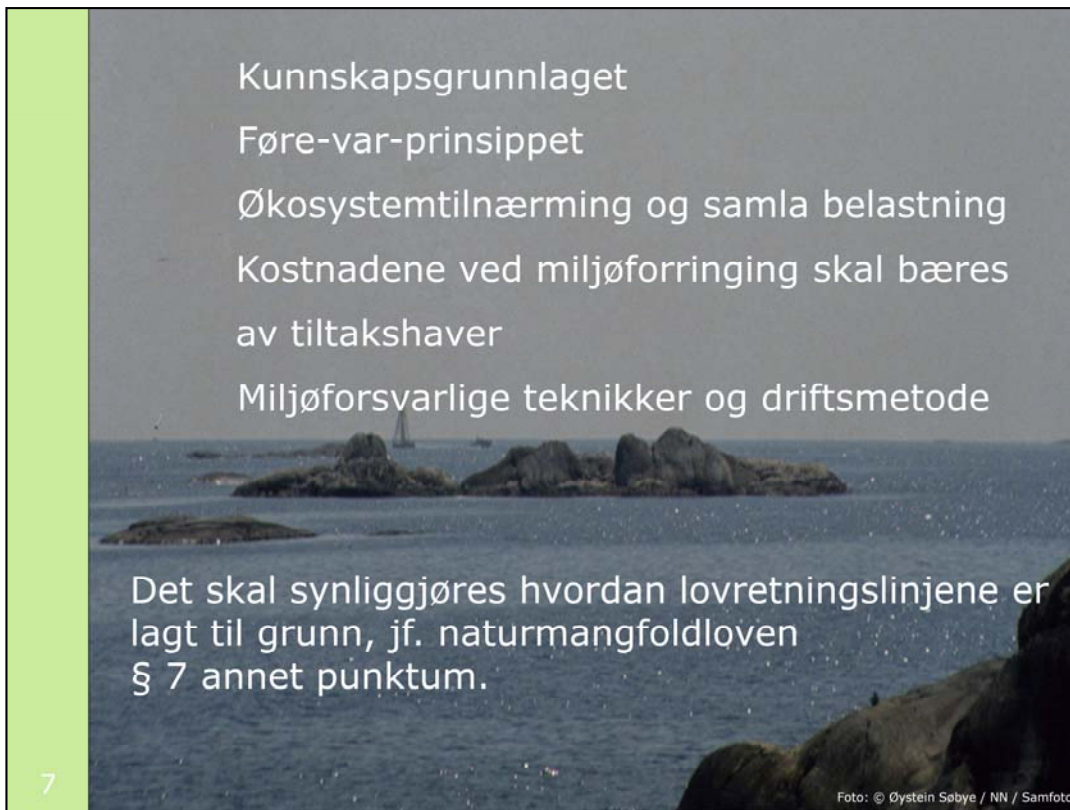 Kunnskapsgrunnlaget
Føre-var-prinsippet
Økosystemtilnærming og samla belastning
Kostnadene ved miljøforringing skal bæres
av tiltakshaver
Miljøforsvarlige teknikker og driftsmetode
Det skal synliggjøres hvordan lovretningslinjene er
lagt til grunn, jf. naturmangfoldloven
§ 7 annet punktum.
7
Foto: © Øystein Søbye / NN / Samfoto